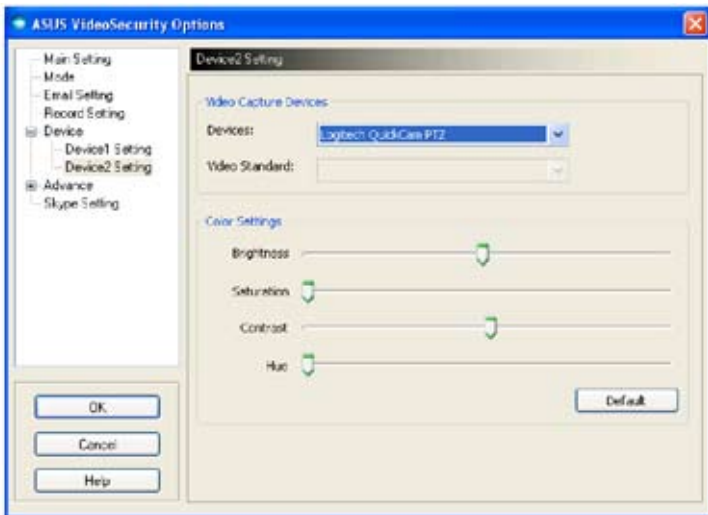 ASUS VideoSecurity Options
Main Setting
Mode
Email Setting
Record Setting
Device
Device1 Setting
Device2 Setting
Advance
Skype Setting
OK
Cancel
Help
Device2 Setting
Video Capture Devices
Devices: Logitech QuickCam PTZ
Video Standard:
Color Settings
Brightness
Saturation
Contrast
Hue
Default